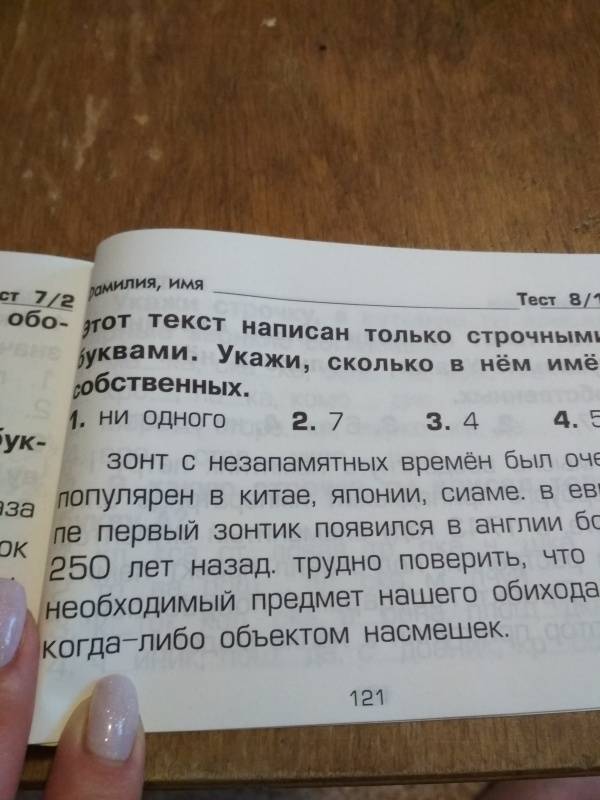 ст 7/2
обо-
бук-
аза
ок
Фамилия, имя
Тест 8/1
Этот текст написан только строчными
буквами. Укажи, сколько в нём имё
собственных.
1. ни одного 2. 7 3. 4 4. 5
зонт с незапамятных времён был оче
популярен в китае, японии, сиаме. в ев
пе первый зонтик появился в англии бо
250 лет назад. трудно поверить, что
необходимый предмет нашего обихода
когда-либо объектом насмешек.
121